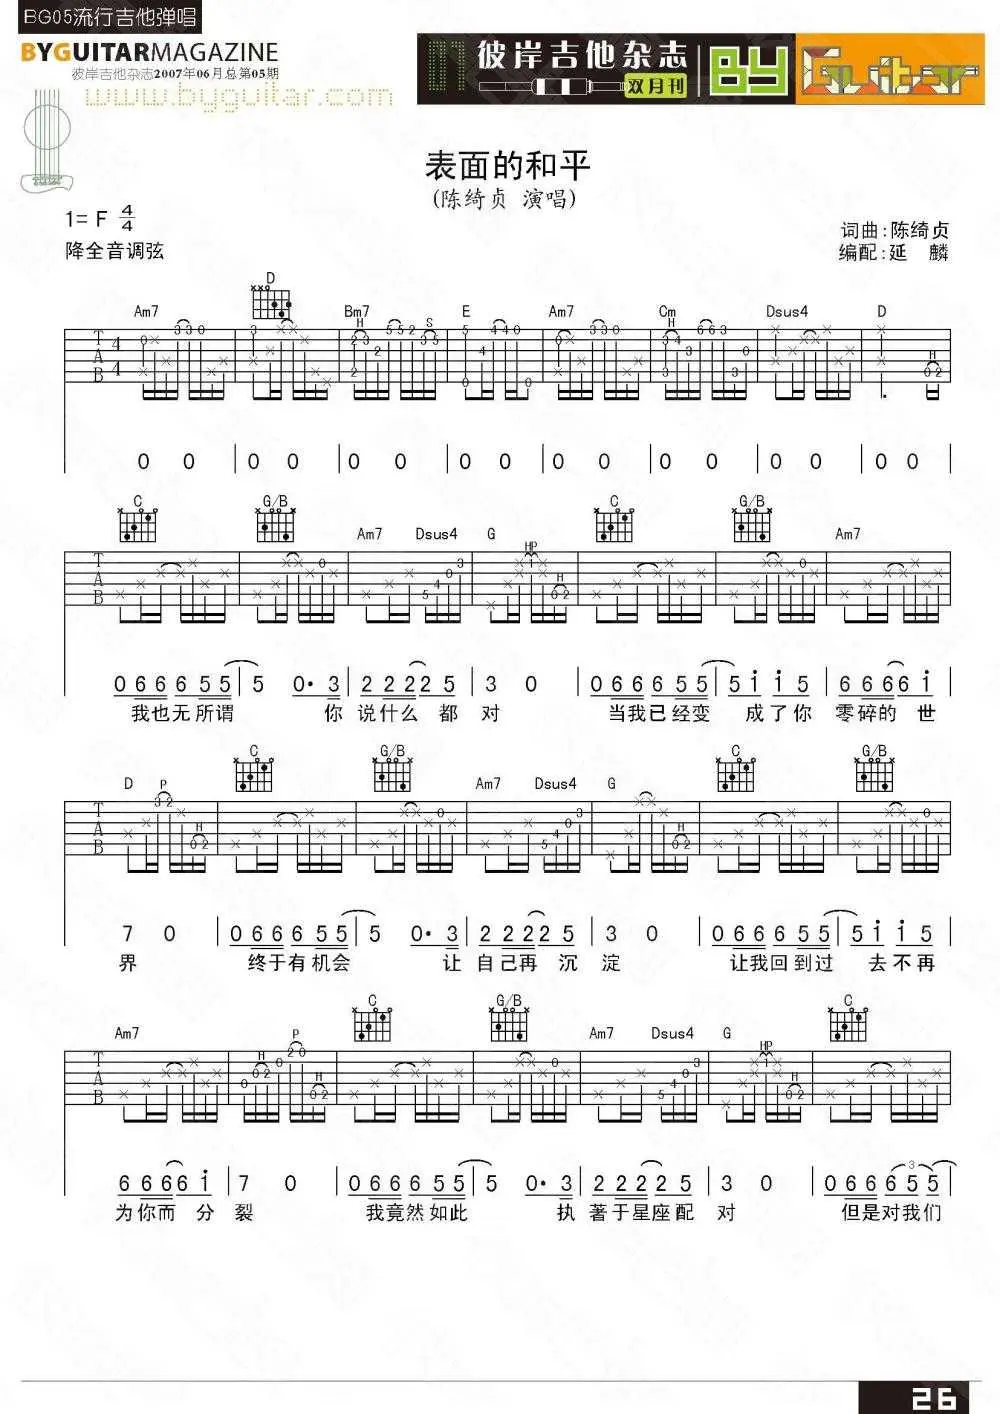 BG05流行吉他弹唱
BYGUITARMAGAZINE
彼岸吉他杂志2007年06月总第05期
www.byguitar.com
彼岸吉他杂志 双月刊 BY Guitar
表面的和平
(陈绮贞 演唱)
1= F 4/4
降全音调弦
词曲:陈绮贞
编配:延 麟
Am7 D Bm7 E Am7 Cm Dsus4 D
0 0 | 0 0 | 0 0 | 0 0 | 0 0 | 0 0 | 0 0 | 0 0
C G/B Am7 Dsus4 G C G/B Am7
0 6 6 6 5 5 | 5 0· 3 | 2 2 2 2 5 | 3 0 | 0 6 6 6 5 5 | 5 i i 5 | 6 6 6 6 i
我也无所谓 你 说什么 都 对 当我已经变 成了你 零碎的 世
D C G/B Am7 Dsus4 G C G/B
7 0 | 0 6 6 6 5 5 | 5 0· 3 | 2 2 2 2 5 | 3 0 | 0 6 6 6 5 5 | 5 i i 5
界 终于有机会 让 自己再 沉 淀 让我回到过 去不再
Am7 C G/B Am7 Dsus4 G C
6 6 6 6 i | 7 0 | 0 6 6 6 5 5 | 5 0· 3 | 2 2 2 2 5 | 3 0 | 0 6 6 6 5 5
为你而 分 裂 我竟然如此 执 著于星座配 对 但是对我们
26